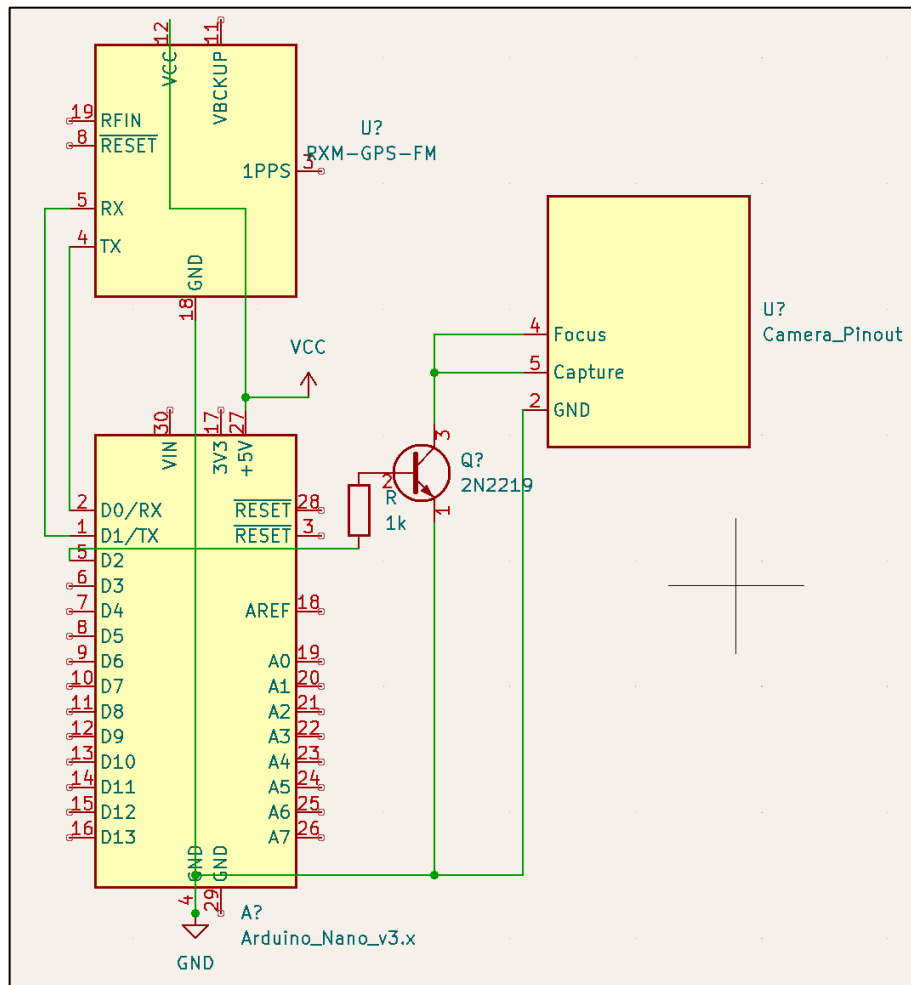 12
VCC
11
VBCKUP
19 RFIN
8 RESET
U?
RXM-GPS-FM
1PPS 3
5 RX
4 TX
GND
18
VCC
U?
Camera_Pinout
4 Focus
5 Capture
2 GND
30
VIN
17
3V3
27
+5V
3
Q?
2N2219
2
1
R
1k
2 D0/RX
1 D1/TX
5 D2
6 D3
7 D4
8 D5
9 D6
10 D7
11 D8
12 D9
13 D10
14 D11
15 D12
16 D13
RESET 28
RESET 3
AREF 18
A0 19
A1 20
A2 21
A3 22
A4 23
A5 24
A6 25
A7 26
GND
4
GND
29
A?
Arduino_Nano_v3.x
GND